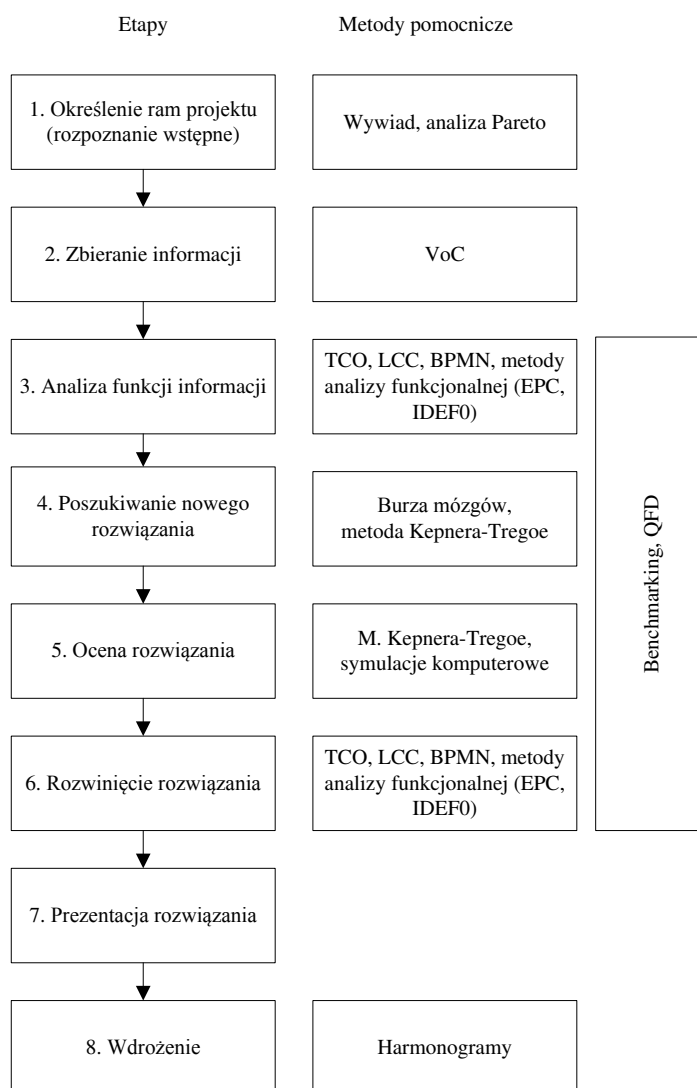 Etapy
Metody pomocnicze
1. Określenie ram projektu
(rozpoznanie wstępne)
Wywiad, analiza Pareto
2. Zbieranie informacji
VoC
3. Analiza funkcji informacji
TCO, LCC, BPMN, metody
analizy funkcjonalnej (EPC,
IDEF0)
4. Poszukiwanie nowego
rozwiązania
Burza mózgów,
metoda Kepnera-Tregoe
5. Ocena rozwiązania
M. Kepnera-Tregoe,
symulacje komputerowe
6. Rozwinięcie rozwiązania
TCO, LCC, BPMN, metody
analizy funkcjonalnej (EPC,
IDEF0)
Benchmarking, QFD
7. Prezentacja rozwiązania
8. Wdrożenie
Harmonogramy